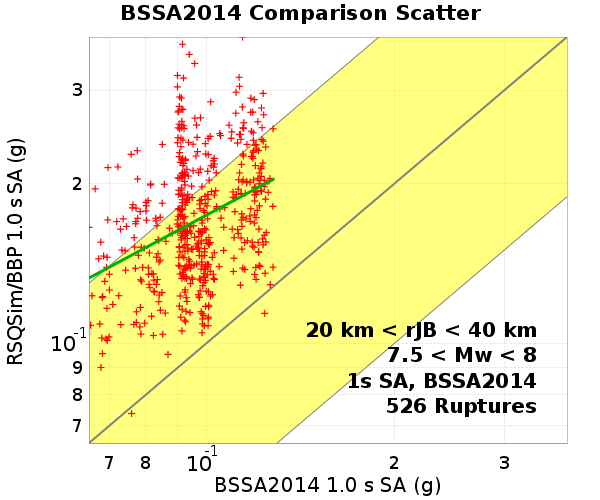 BSSA2014 Comparison Scatter
RSQSim/BBP 1.0 s SA (g)
3
2
10-1
9
8
7
20 km < rJB < 40 km
7.5 < Mw < 8
1s SA, BSSA2014
526 Ruptures
7 8 10-1 2 3
BSSA2014 1.0 s SA (g)